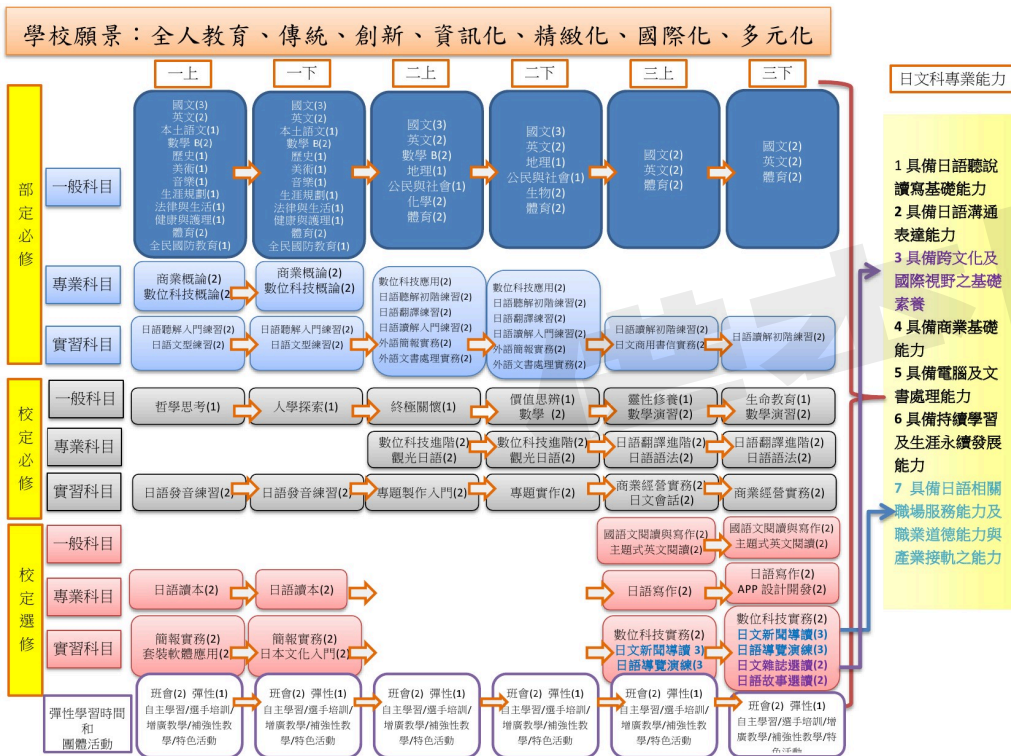 學校願景：全人教育、傳統、創新、資訊化、精緻化、國際化、多元化
一上
一下
二上
二下
三上
三下
日文科專業能力
部定必修
一般科目
國文(3)
英文(2)
本土語文(1)
數學 B(2)
歷史(1)
美術(1)
音樂(1)
生涯規劃(1)
法律與生活(1)
健康與護理(1)
體育(2)
全民國防教育(1)
國文(3)
英文(2)
本土語文(1)
數學 B(2)
歷史(1)
美術(1)
音樂(1)
生涯規劃(1)
法律與生活(1)
健康與護理(1)
體育(2)
全民國防教育(1)
國文(3)
英文(2)
數學 B(2)
地理(1)
公民與社會(1)
化學(2)
體育(2)
國文(3)
英文(2)
地理(1)
公民與社會(1)
生物(2)
體育(2)
國文(2)
英文(2)
體育(2)
國文(2)
英文(2)
體育(2)
專業科目
商業概論(2)
數位科技概論(2
商業概論(2)
數位科技概論(2)
實習科目
日語聽解入門練習(2)
日語文型練習(2)
日語聽解入門練習(2)
日語文型練習(2)
數位科技應用(2)
日語聽解初階練習(2)
日語翻譯練習(2)
日語讀解入門練習(2)
外語簡報實務(2)
外語文書處理實務(2)
數位科技應用(2)
日語聽解初階練習(2)
日語翻譯練習(2)
日語讀解入門練習(2)
外語簡報實務(2)
外語文書處理實務(2)
日語讀解初階練習(2)
日文商用書信實務(2)
日語讀解初階練習(2)
校定必修
一般科目
哲學思考(1)
人學探索(1)
終極關懷(1)
價值思辨(1)
數學 (2)
靈性修養(1)
數學演習(2)
生命教育(1)
數學演習(2)
專業科目
數位科技進階(2)
觀光日語(2)
數位科技進階(2)
觀光日語(2)
日語翻譯進階(2)
日語語法(2)
日語翻譯進階(2)
日語語法(2)
實習科目
日語發音練習(2)
日語發音練習(2)
專題製作入門(2)
專題實作(2)
商業經營實務(2)
日文會話(2)
商業經營實務(2)
校定選修
一般科目
國語文閱讀與寫作(2)
主題式英文閱讀(2)
國語文閱讀與寫作(2)
主題式英文閱讀(2)
專業科目
日語讀本(2)
日語讀本(2)
日語寫作(2)
日語寫作(2)
APP 設計開發(2)
實習科目
簡報實務(2)
套裝軟體應用(2
簡報實務(2)
日本文化入門(2)
數位科技實務(2)
日文新聞導讀 3)
日語導覽演練(3
數位科技實務(2)
日文新聞導讀(3)
日語導覽演練(3)
日文雜誌選讀(2)
日語故事選讀(2)
彈性學習時間
和
團體活動
班會(2) 彈性(1)
自主學習/選手培訓/
增廣教學/補強性教
學/特色活動
班會(2) 彈性(1)
自主學習/選手培訓/
增廣教學/補強性教
學/特色活動
班會(2) 彈性(1)
自主學習/選手培訓/
增廣教學/補強性教
學/特色活動
班會(2) 彈性(1)
自主學習/選手培訓/
增廣教學/補強性教
學/特色活動
班會(2) 彈性(1)
自主學習/選手培訓/
增廣教學/補強性教
學/特色活動
班會(2) 彈性(1)
自主學習/選手培訓/增
廣教學/補強性教學/特
色活動
1 具備日語聽說
讀寫基礎能力
2 具備日語溝通
表達能力
3 具備跨文化及
國際視野之基礎
素養
4 具備商業基礎
能力
5 具備電腦及文
書處理能力
6 具備持續學習
及生涯永續發展
能力
7 具備日語相關
職場服務能力及
職業道德能力與
產業接軌之能力